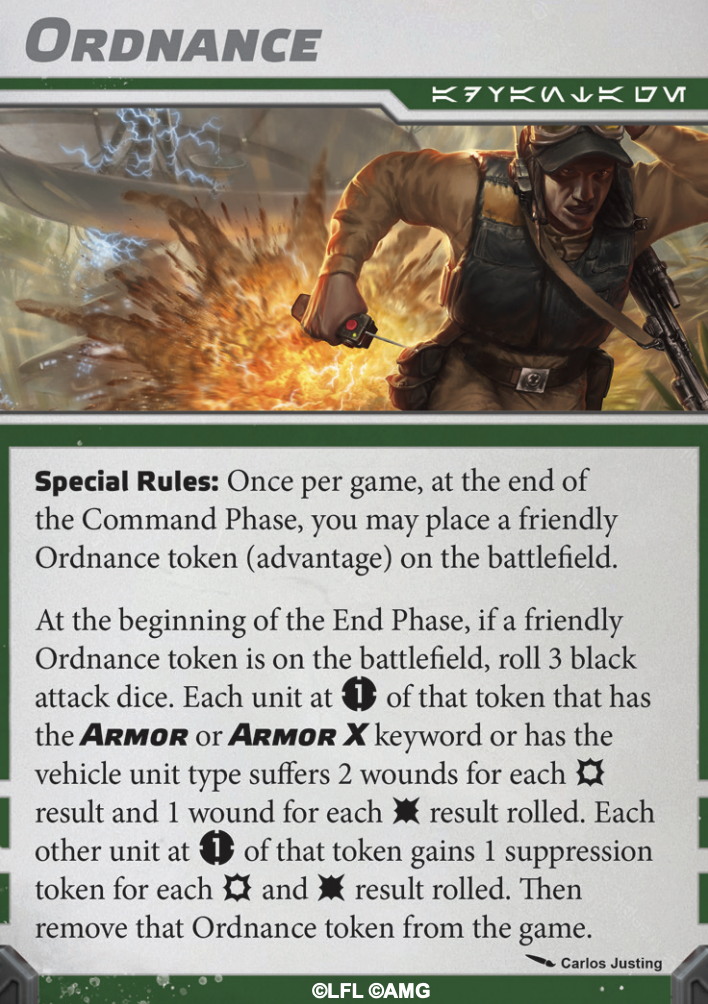 ORDNANCE
Special Rules: Once per game, at the end of
the Command Phase, you may place a friendly
Ordnance token (advantage) on the battlefield.
At the beginning of the End Phase, if a friendly
Ordnance token is on the battlefield, roll 3 black
attack dice. Each unit at 1 of that token that has
the ARMOR or ARMOR X keyword or has the
vehicle unit type suffers 2 wounds for each
result and 1 wound for each result rolled. Each
other unit at 1 of that token gains 1 suppression
token for each and result rolled. Then
remove that Ordnance token from the game.
Carlos Justing
©LFL ©AMG